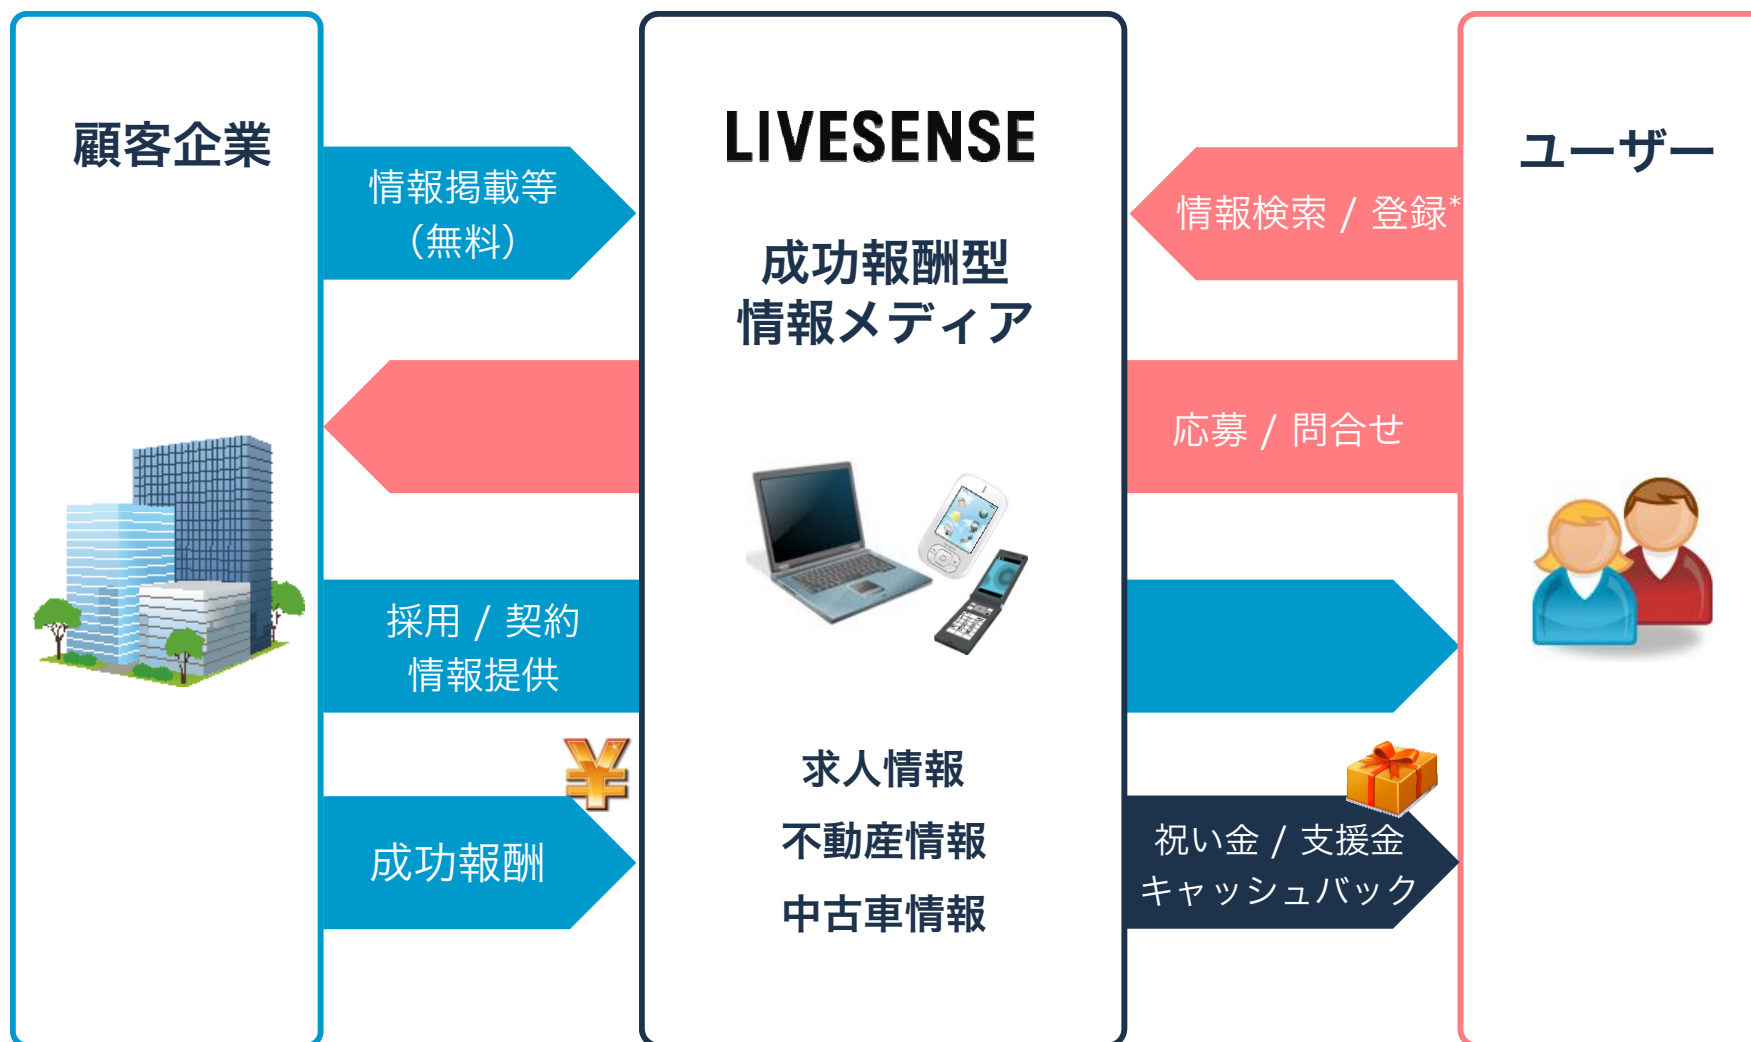 顧客企業
情報掲載等
（無料）
採用 / 契約
情報提供
¥
成功報酬
LIVESENSE
成功報酬型
情報メディア
求人情報
不動産情報
中古車情報
ユーザー
情報検索 / 登録*
応募 / 問合せ
祝い金 / 支援金
キャッシュバック